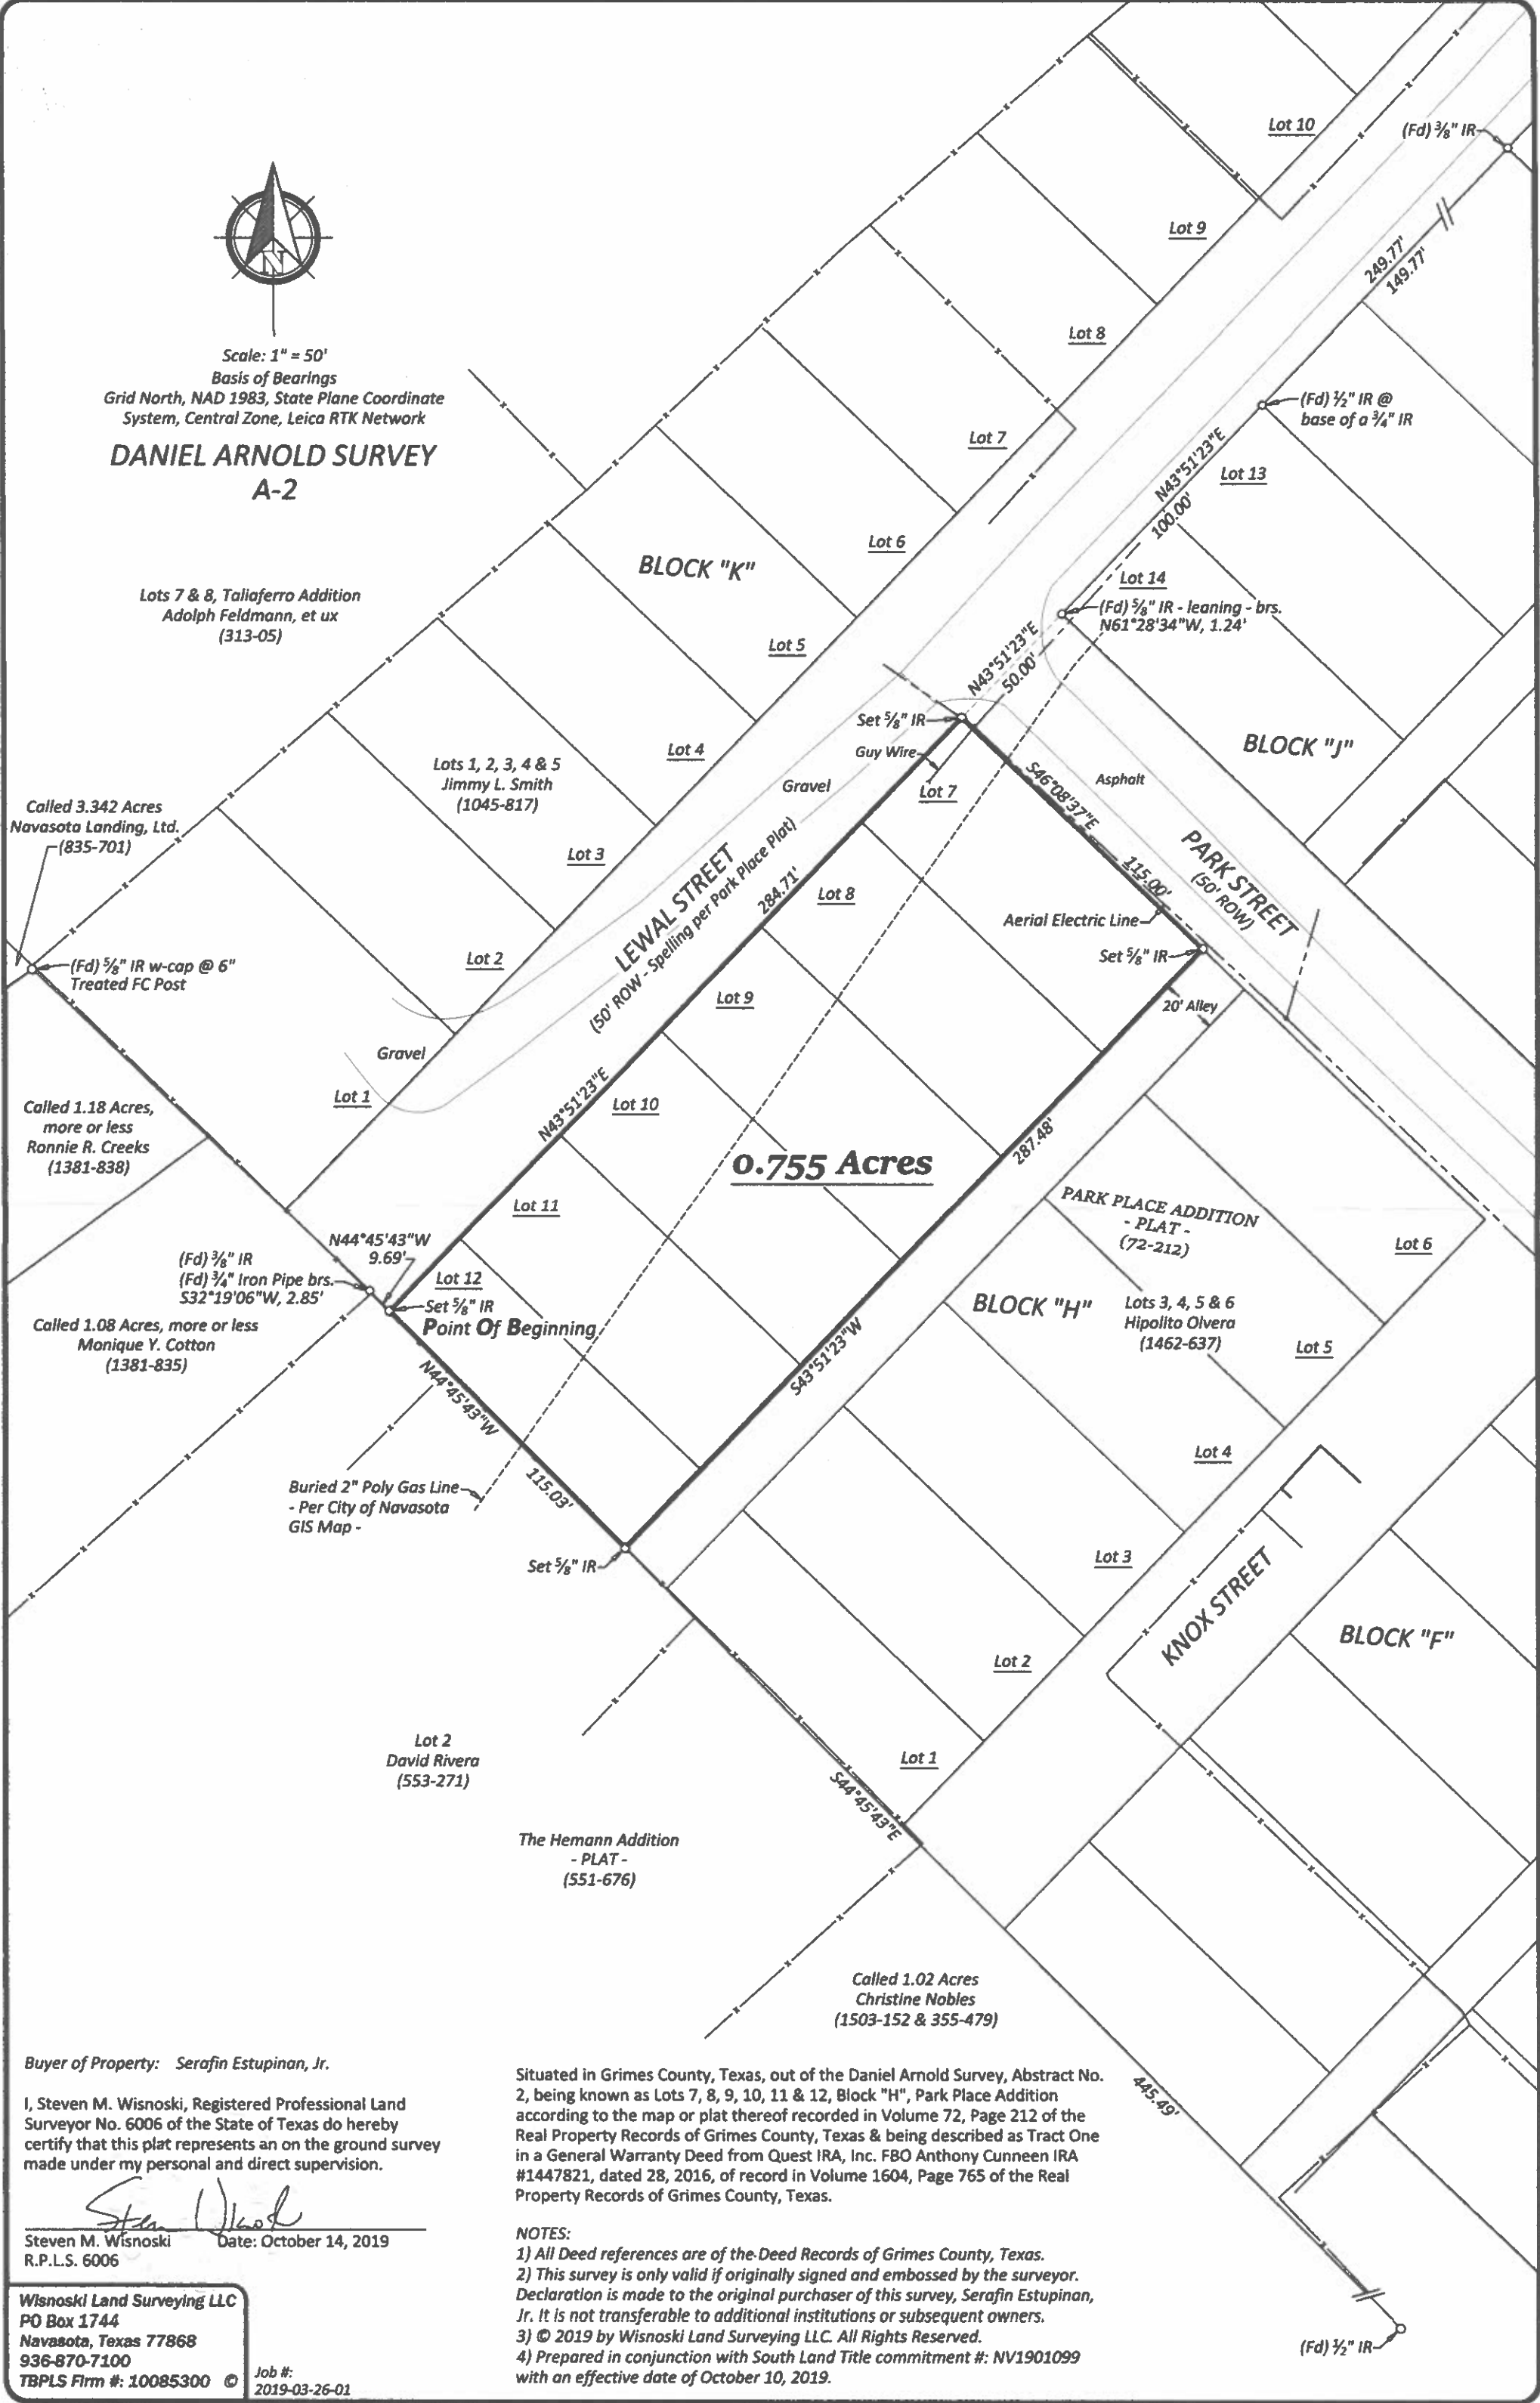 N
Scale: 1" = 50'
Basis of Bearings
Grid North, NAD 1983, State Plane Coordinate
System, Central Zone, Leica RTK Network
DANIEL ARNOLD SURVEY
A-2
Lot 10
(Fd) 3/8" IR
Lot 9
249.77'
149.77'
Lot 8
(Fd) 1/2" IR @
base of a 3/4" IR
Lot 7
N43°51'23"E
100.00'
Lot 13
Lot 6
BLOCK "K"
Lots 7 & 8, Taliaferro Addition
Adolph Feldmann, et ux
(313-05)
Lot 14
(Fd) 5/8" IR - leaning - brs.
N61°28'34"W, 1.24'
Lot 5
N43°51'23"E
50.00'
Set 5/8" IR
Guy Wire
Lot 4
BLOCK "J"
Lots 1, 2, 3, 4 & 5
Jimmy L. Smith
(1045-817)
Gravel
Lot 7
S46°08'37"E
115.00'
Asphalt
Called 3.342 Acres
Navasota Landing, Ltd.
(835-701)
PARK STREET
(50' ROW)
Lot 3
LEWAL STREET
(50' ROW - Spelling per Park Place Plat)
284.71'
Lot 8
Aerial Electric Line
Set 5/8" IR
(Fd) 5/8" IR w-cap @ 6"
Treated FC Post
Lot 2
Lot 9
20' Alley
Gravel
Lot 1
N43°51'23"E
Lot 10
Called 1.18 Acres,
more or less
Ronnie R. Creeks
(1381-838)
287.48'
0.755 Acres
Lot 11
PARK PLACE ADDITION
- PLAT -
(72-212)
N44°45'43"W
9.69'
Lot 6
(Fd) 3/8" IR
(Fd) 3/4" Iron Pipe brs.
S32°19'06"W, 2.85'
Lot 12
Set 5/8" IR
Point Of Beginning
BLOCK "H"
Lots 3, 4, 5 & 6
Hipolito Olvera
(1462-637)
Called 1.08 Acres, more or less
Monique Y. Cotton
(1381-835)
Lot 5
S43°51'23"W
N44°45'43"W
115.03'
Lot 4
Buried 2" Poly Gas Line
- Per City of Navasota
GIS Map -
Set 5/8" IR
Lot 3
KNOX STREET
BLOCK "F"
Lot 2
Lot 2
David Rivera
(553-271)
Lot 1
S44°45'43"E
The Hemann Addition
- PLAT -
(551-676)
Called 1.02 Acres
Christine Nobles
(1503-152 & 355-479)
445.49'
(Fd) 1/2" IR
Buyer of Property: Serafin Estupinan, Jr.
I, Steven M. Wisnoski, Registered Professional Land
Surveyor No. 6006 of the State of Texas do hereby
certify that this plat represents an on the ground survey
made under my personal and direct supervision.
Steven M. Wisnoski Date: October 14, 2019
R.P.L.S. 6006
Wisnoski Land Surveying LLC
PO Box 1744
Navasota, Texas 77868
936-870-7100
TBPLS Firm #: 10085300 ©
Job #:
2019-03-26-01
Situated in Grimes County, Texas, out of the Daniel Arnold Survey, Abstract No.
2, being known as Lots 7, 8, 9, 10, 11 & 12, Block "H", Park Place Addition
according to the map or plat thereof recorded in Volume 72, Page 212 of the
Real Property Records of Grimes County, Texas & being described as Tract One
in a General Warranty Deed from Quest IRA, Inc. FBO Anthony Cunneen IRA
#1447821, dated 28, 2016, of record in Volume 1604, Page 765 of the Real
Property Records of Grimes County, Texas.
NOTES:
1) All Deed references are of the Deed Records of Grimes County, Texas.
2) This survey is only valid if originally signed and embossed by the surveyor.
Declaration is made to the original purchaser of this survey, Serafin Estupinan,
Jr. It is not transferable to additional institutions or subsequent owners.
3) © 2019 by Wisnoski Land Surveying LLC. All Rights Reserved.
4) Prepared in conjunction with South Land Title commitment #: NV1901099
with an effective date of October 10, 2019.